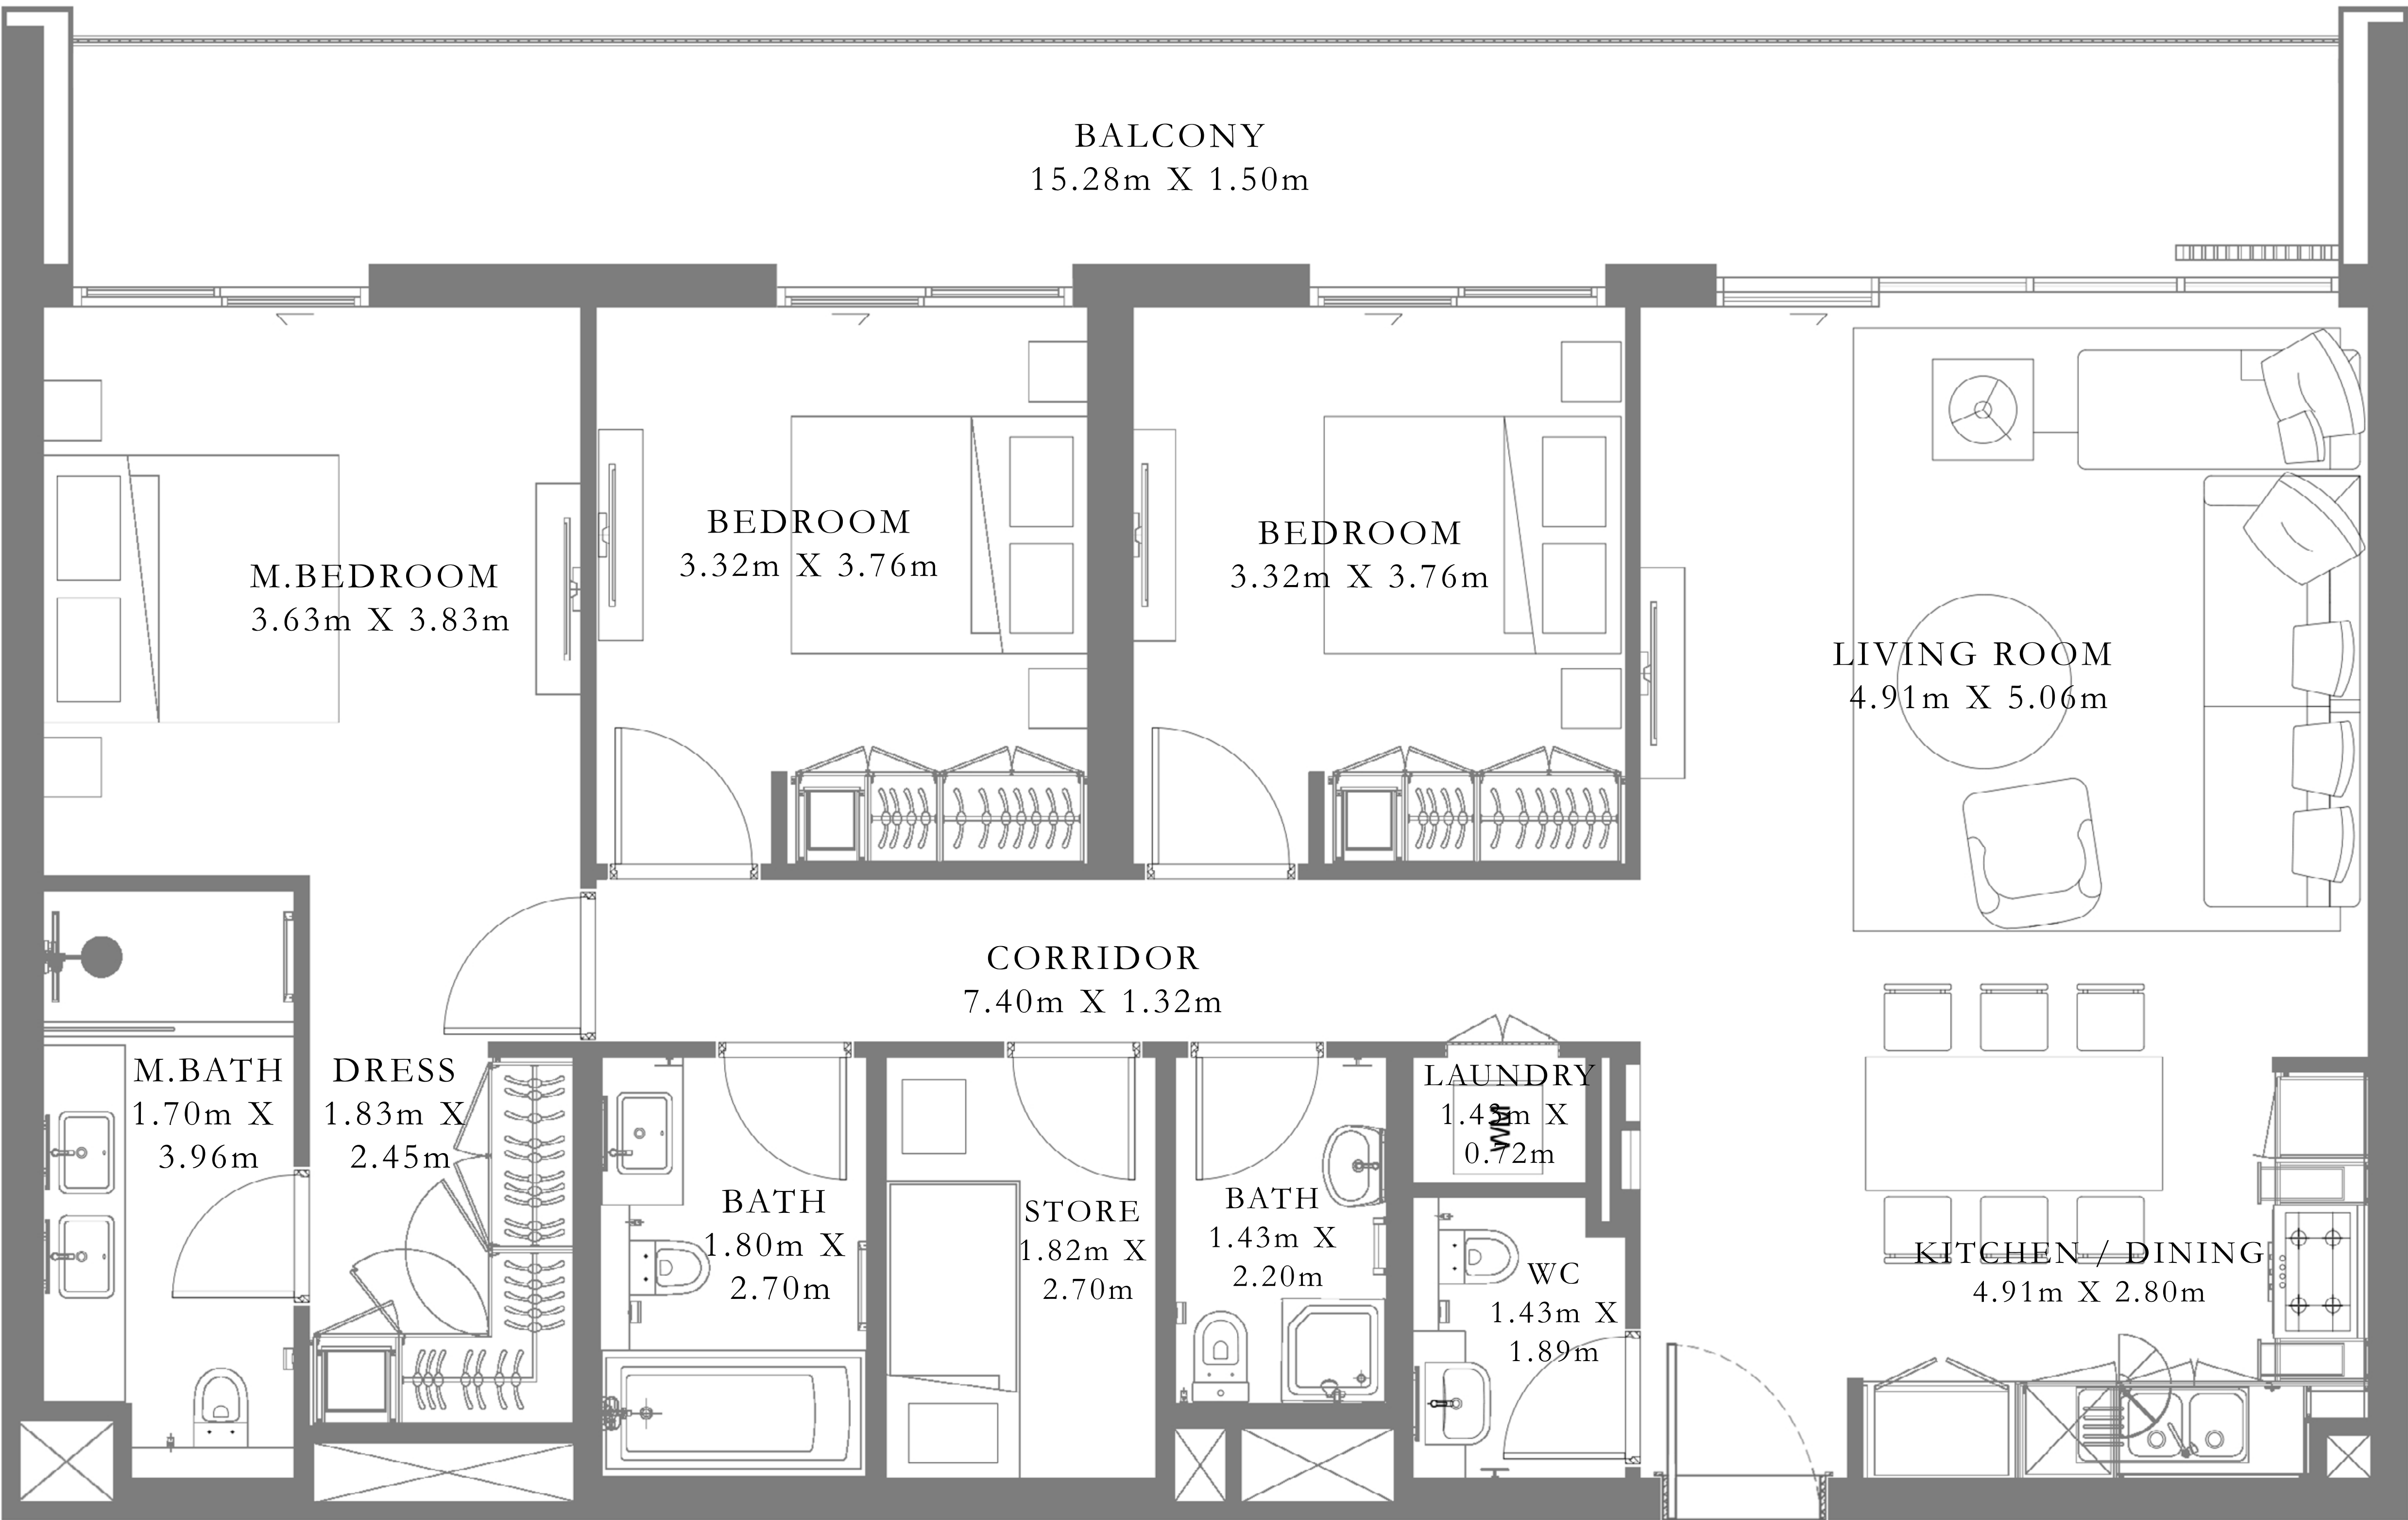 BALCONY
15.28m X 1.50m
BEDROOM
3.32m X 3.76m
BEDROOM
3.32m X 3.76m
M.BEDROOM
3.63m X 3.83m
LIVING ROOM
4.91m X 5.06m
CORRIDOR
7.40m X 1.32m
M.BATH
1.70m X
3.96m
DRESS
1.83m X
2.45m
BATH
1.80m X
2.70m
STORE
1.82m X
2.70m
BATH
1.43m X
2.20m
LAUNDRY
1.43m X
0.72m
WM
WC
1.43m X
1.89m
KITCHEN / DINING
4.91m X 2.80m